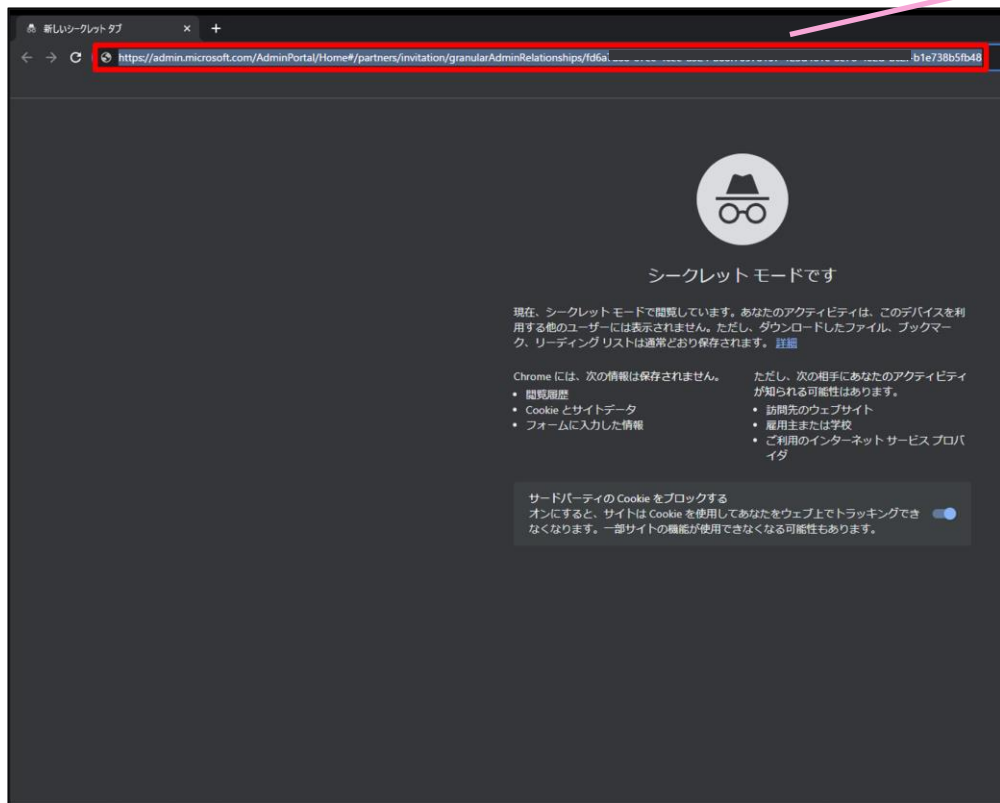 新しいシークレット タブ
https://admin.microsoft.com/AdminPortal/Home#/partners/invitation/granularAdminRelationships/fd6a -b1e738b5fb48
シークレット モードです
現在、シークレット モードで閲覧しています。あなたのアクティビティは、このデバイスを利
用する他のユーザーには表示されません。ただし、ダウンロードしたファイル、ブックマー
ク、リーディング リストは通常どおり保存されます。 詳細
Chrome には、次の情報は保存されません。
• 閲覧履歴
• Cookie とサイトデータ
• フォームに入力した情報
ただし、次の相手にあなたのアクティビティ
が知られる可能性はあります。
• 訪問先のウェブサイト
• 雇用主または学校
• ご利用のインターネット サービス プロバ
イダ
サードパーティの Cookie をブロックする
オンにすると、サイトは Cookie を使用してあなたをウェブ上でトラッキングでき
なくなります。一部サイトの機能が使用できなくなる可能性もあります。